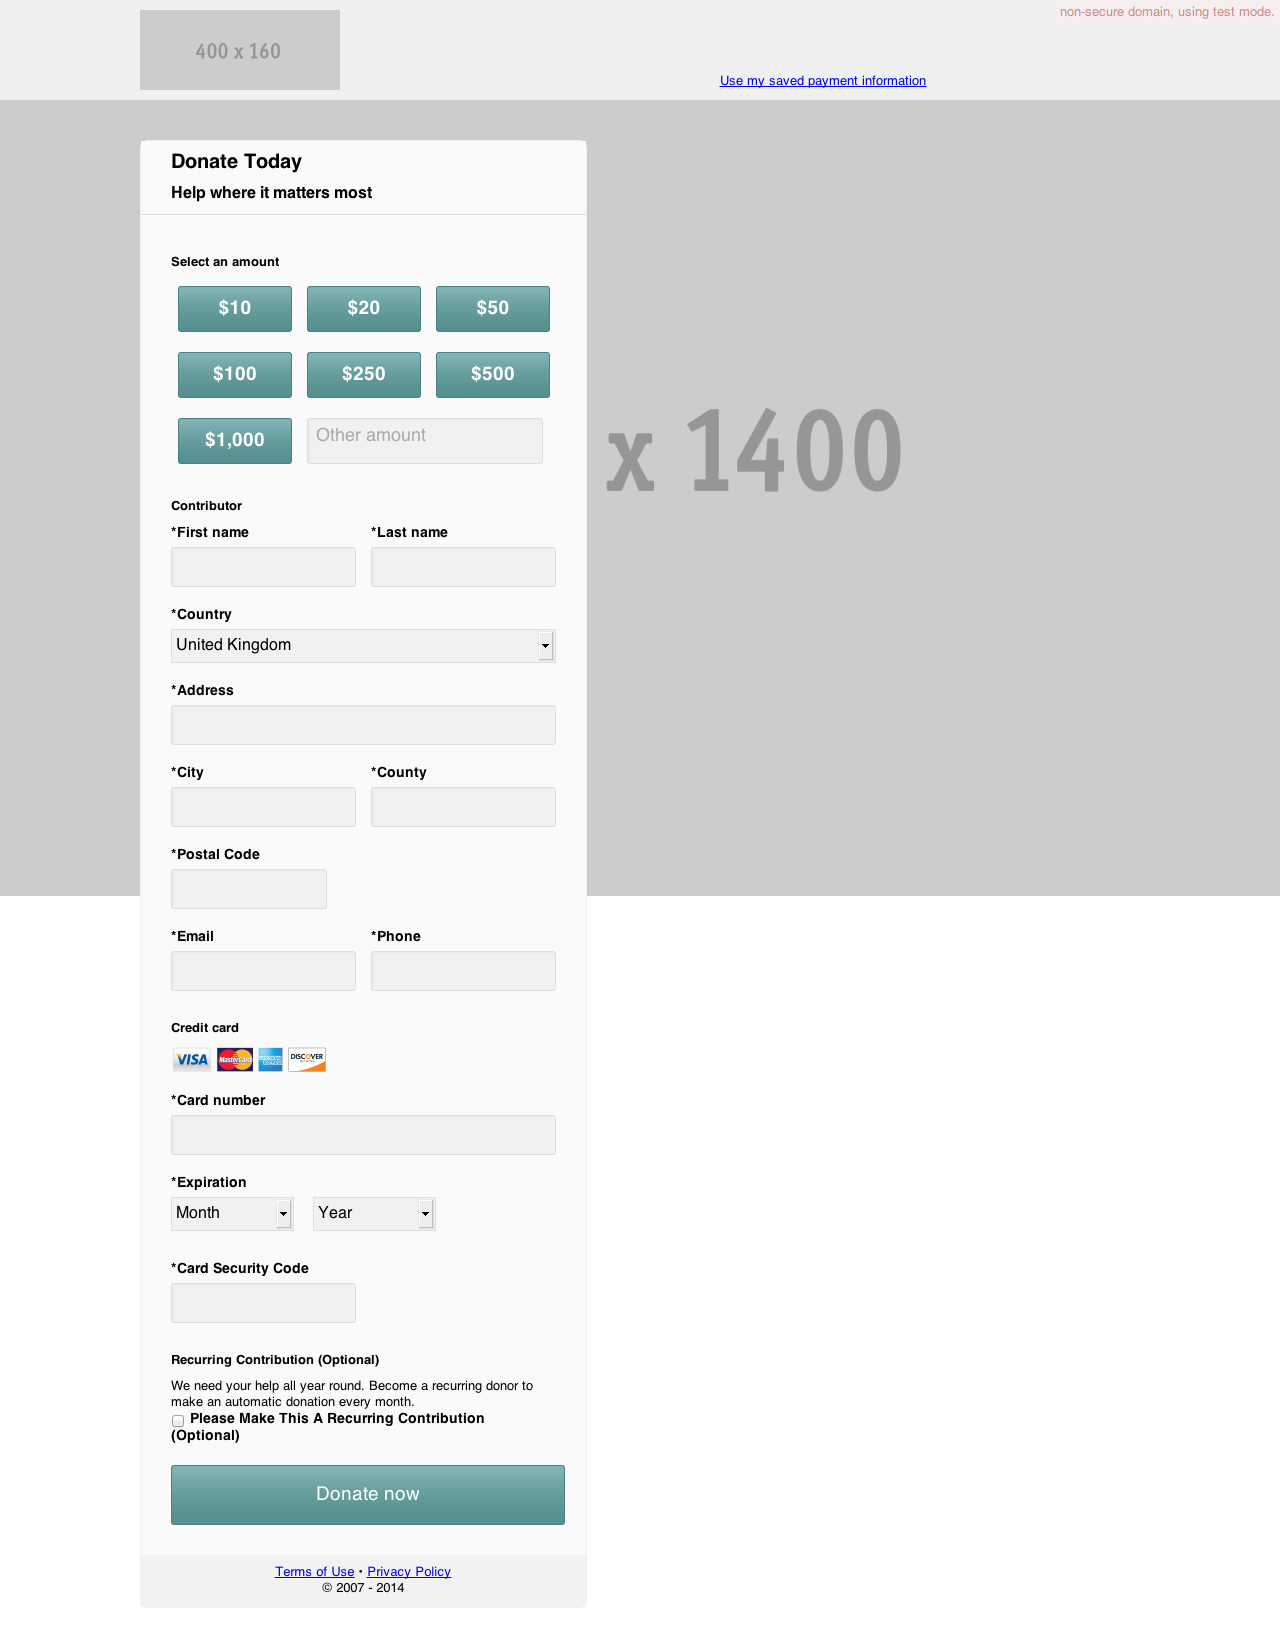 non-secure domain, using test mode.
400 x 160
Use my saved payment information
Donate Today
Help where it matters most
Select an amount
$10 $20 $50
$100 $250 $500
$1,000 Other amount
x 1400
Contributor
*First name *Last name
*Country
United Kingdom
*Address
*City *County
*Postal Code
*Email *Phone
Credit card
VISA MasterCard AMERICAN EXPRESS DISCOVER
*Card number
*Expiration
Month Year
*Card Security Code
Recurring Contribution (Optional)
We need your help all year round. Become a recurring donor to
make an automatic donation every month.
Please Make This A Recurring Contribution
(Optional)
Donate now
Terms of Use • Privacy Policy
© 2007 - 2014